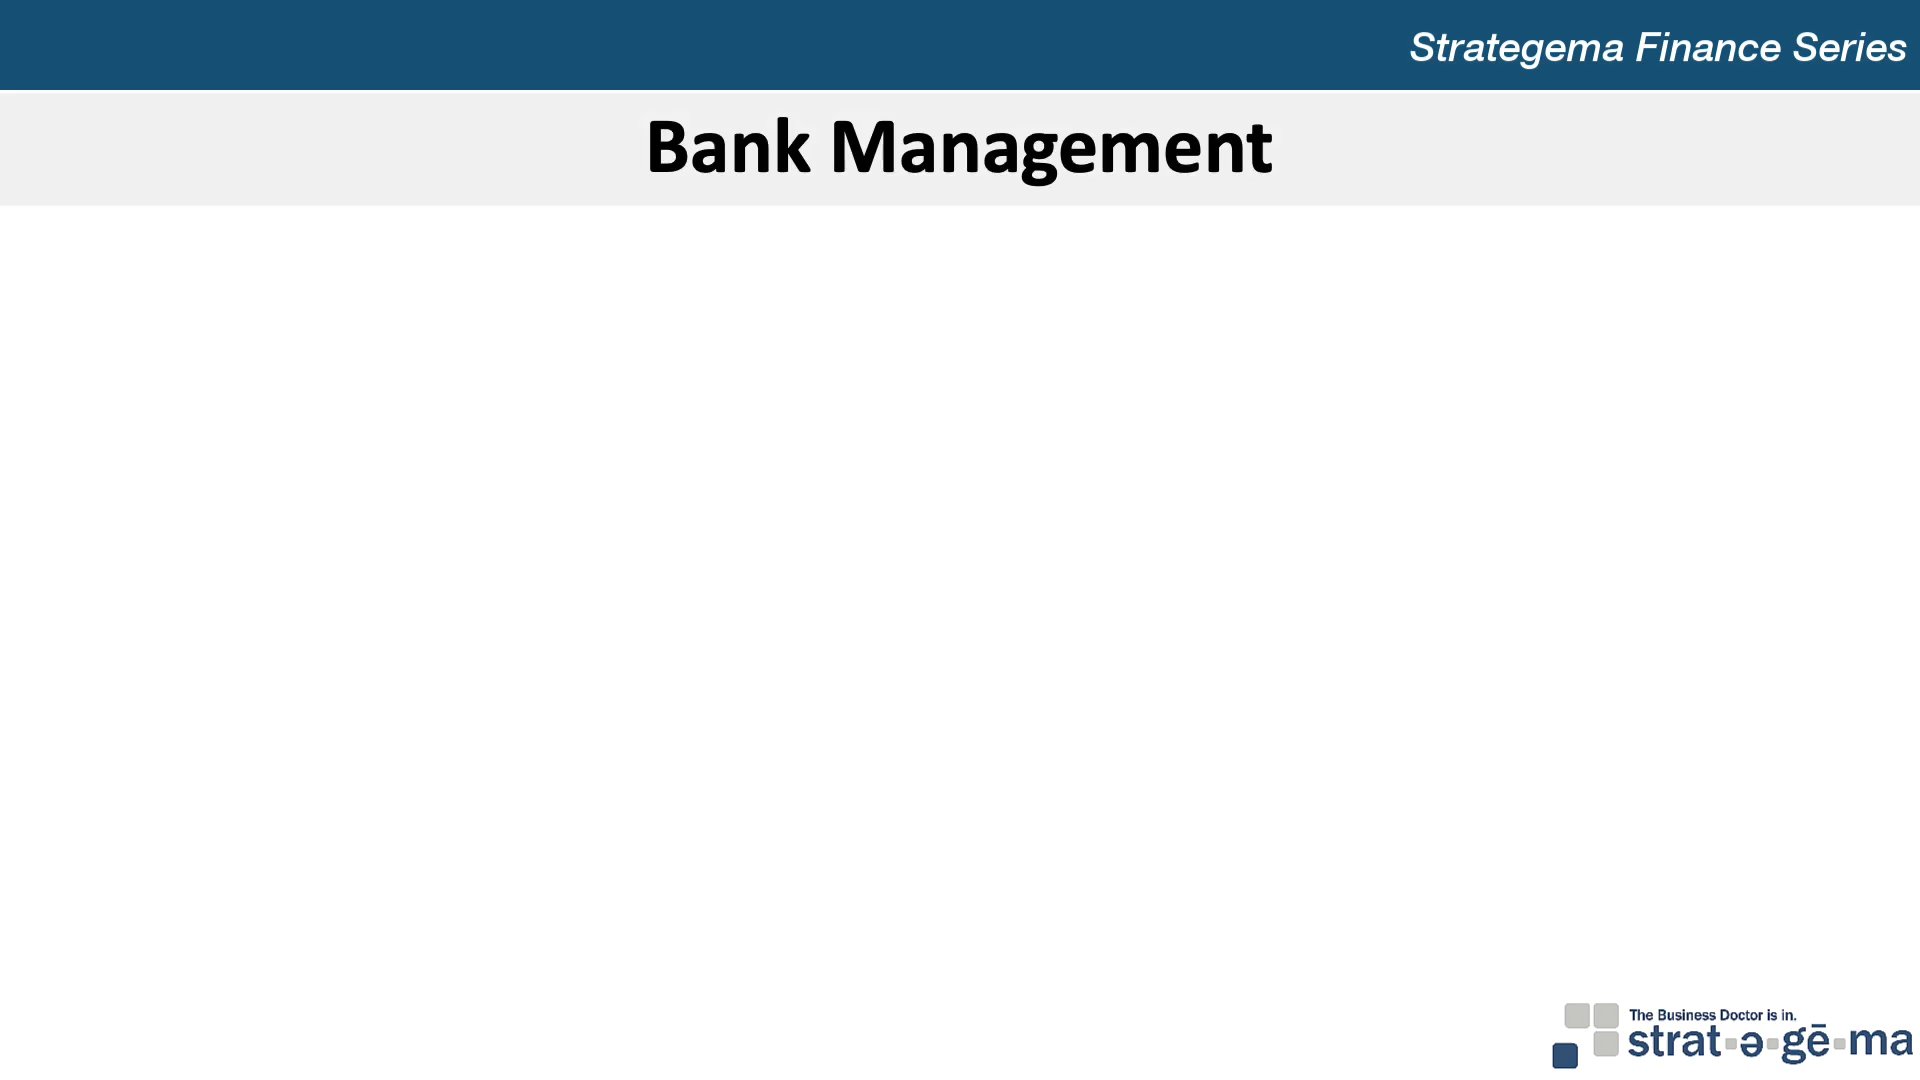 Strategema Finance Series
Bank Management
The Business Doctor is in.
strat·ə·gē·ma